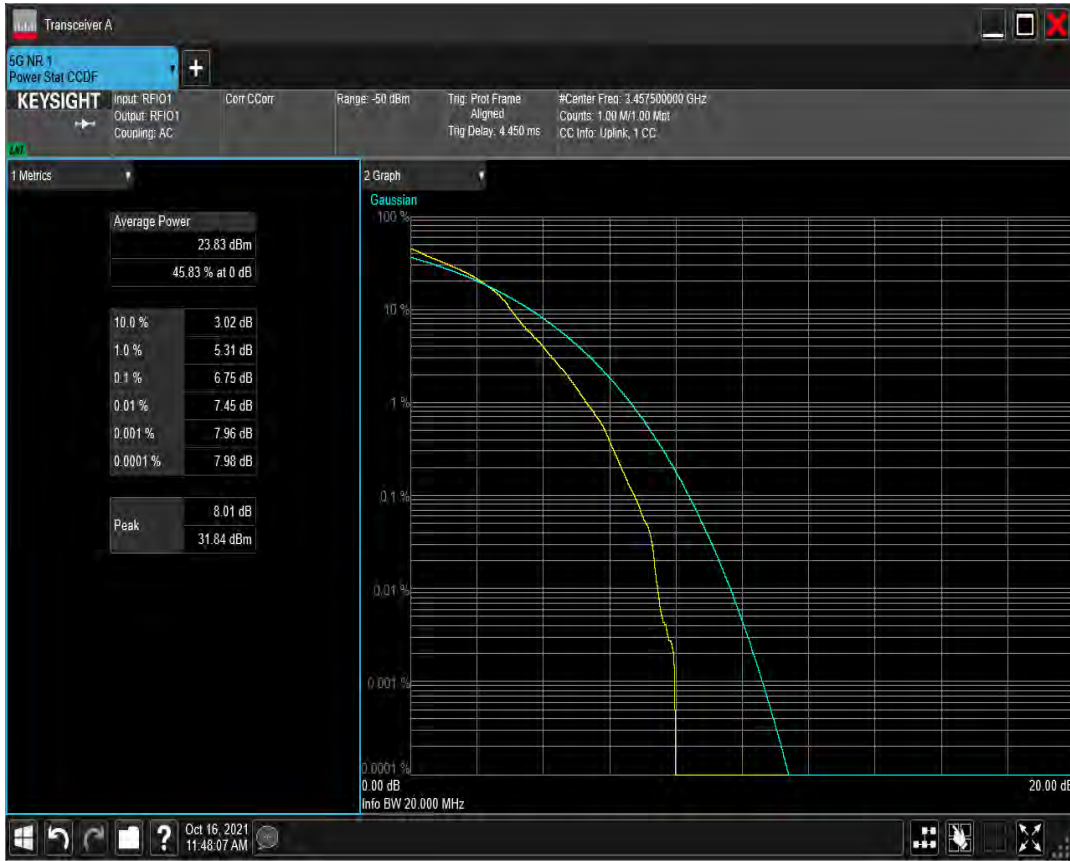 Transceiver A
5G NR 1
Power Stat CCDF
+
KEYSIGHT
Input: RFIO1
Output: RFIO1
Coupling: AC
Corr CCorr
Range: -50 dBm
Trig: Prot Frame
Aligned
Trig Delay: 4.450 ms
#Center Freq: 3.457500000 GHz
Counts: 1.00 M/1.00 Mpt
CC Info: Uplink, 1 CC
1 Metrics
Average Power
23.83 dBm
45.83 % at 0 dB
10.0 % 3.02 dB
1.0 % 5.31 dB
0.1 % 6.75 dB
0.01 % 7.45 dB
0.001 % 7.96 dB
0.0001 % 7.98 dB
Peak
8.01 dB
31.84 dBm
2 Graph
Gaussian
100 %
10 %
1 %
0.1 %
0.01 %
0.001 %
0.0001 %
0.00 dB
20.00 dB
Info BW 20.000 MHz
?
Oct 16, 2021
11:48:07 AM